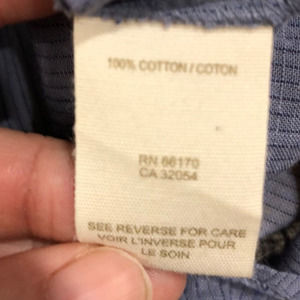 100% COTTON / COTON
RN 66170
CA 32054
SEE REVERSE FOR CARE
VOIR L'INVERSE POUR
LE SOIN